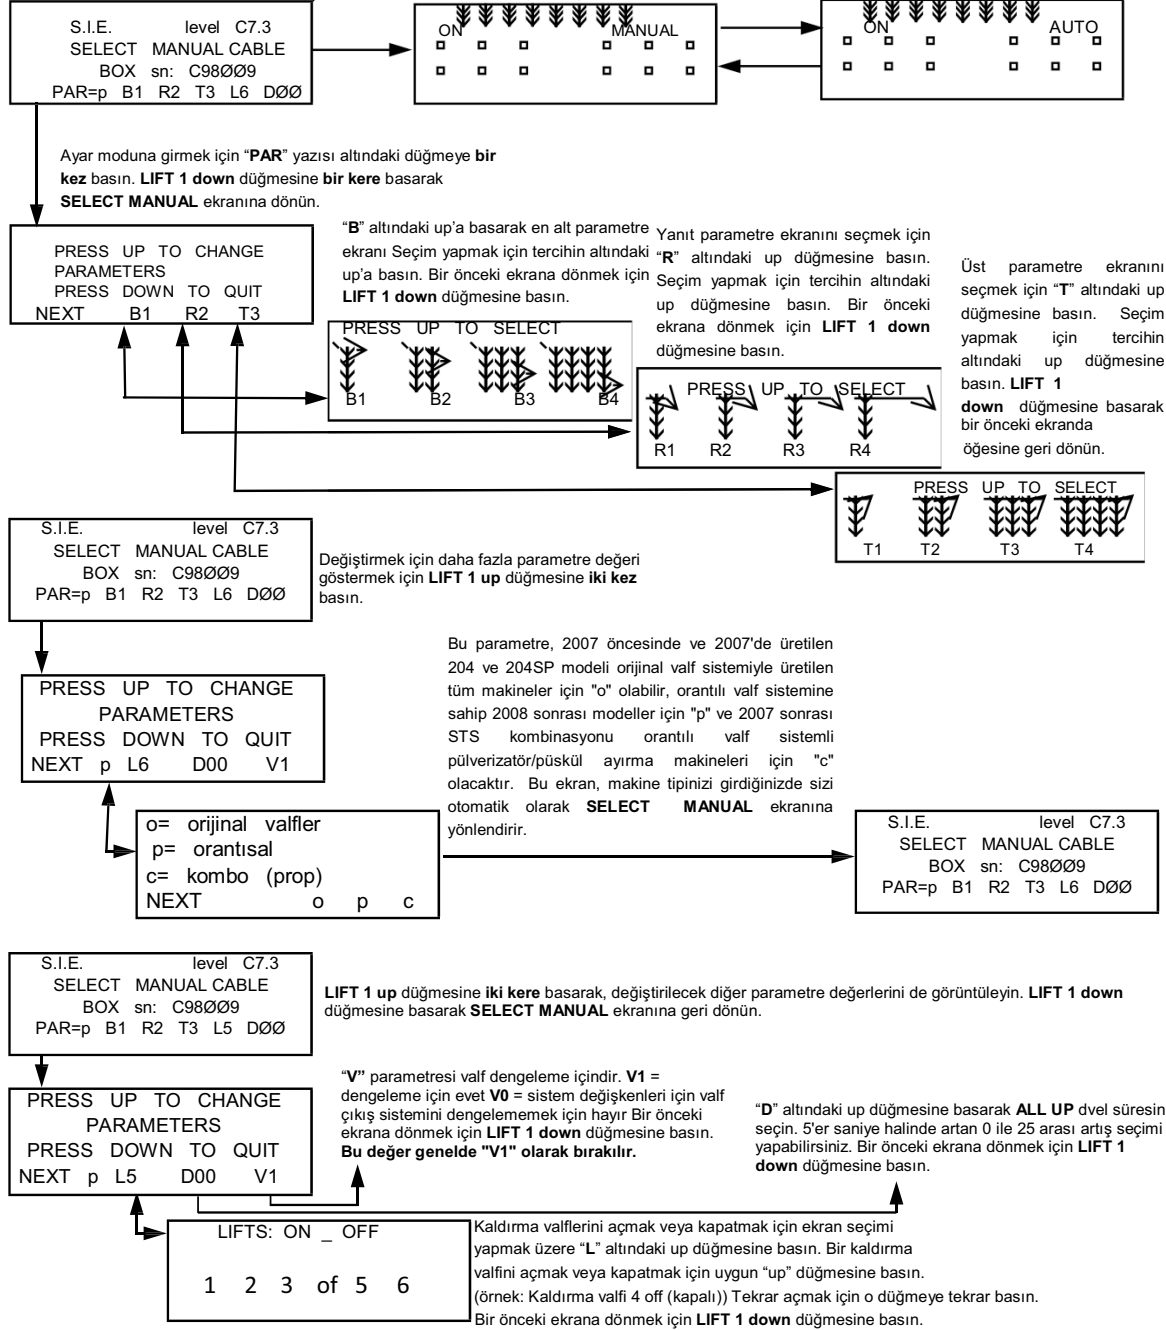 S.I.E. level C7.3
SELECT MANUAL CABLE
BOX sn: C98ØØ9
PAR=p B1 R2 T3 L6 DØØ
ON MANUAL
ON AUTO
Ayar moduna girmek için “PAR” yazısı altındaki düğmeye bir
kez basın. LIFT 1 down düğmesine bir kere basarak
SELECT MANUAL ekranına dönün.
PRESS UP TO CHANGE
PARAMETERS
PRESS DOWN TO QUIT
NEXT B1 R2 T3
“B” altındaki up’a basarak en alt parametre
ekranı Seçim yapmak için tercihin altındaki
up’a basın. Bir önceki ekrana dönmek için
LIFT 1 down düğmesine basın.
PRESS UP TO SELECT
B1 B2 B3 B4
Yanıt parametre ekranını seçmek için
“R” altındaki up düğmesine basın.
Seçim yapmak için tercihin altındaki
up düğmesine basın. Bir önceki
ekrana dönmek için LIFT 1 down
düğmesine basın.
PRESS UP TO SELECT
R1 R2 R3 R4
Üst parametre ekranını
seçmek için “T” altındaki up
düğmesine basın. Seçim
yapmak için tercihin
altındaki up düğmesine
basın. LIFT 1
down düğmesine basarak
bir önceki ekranda
öğesine geri dönün.
PRESS UP TO SELECT
T1 T2 T3 T4
S.I.E. level C7.3
SELECT MANUAL CABLE
BOX sn: C98ØØ9
PAR=p B1 R2 T3 L6 DØØ
Değiştirmek için daha fazla parametre değeri
göstermek için LIFT 1 up düğmesine iki kez
basın.
PRESS UP TO CHANGE
PARAMETERS
PRESS DOWN TO QUIT
NEXT p L6 D00 V1
Bu parametre, 2007 öncesinde ve 2007'de üretilen
204 ve 204SP modeli orijinal valf sistemiyle üretilen
tüm makineler için "o" olabilir, orantılı valf sistemine
sahip 2008 sonrası modeller için "p" ve 2007 sonrası
STS kombinasyonu orantılı valf sistemli
pülverizatör/püskül ayırma makineleri için "c"
olacaktır. Bu ekran, makine tipinizi girdiğinizde sizi
otomatik olarak SELECT MANUAL ekranına
yönlendirir.
o= orijinal valfler
p= orantısal
c= kombo (prop)
NEXT o p c
S.I.E. level C7.3
SELECT MANUAL CABLE
BOX sn: C98ØØ9
PAR=p B1 R2 T3 L6 DØØ
S.I.E. level C7.3
SELECT MANUAL CABLE
BOX sn: C98ØØ9
PAR=p B1 R2 T3 L5 DØØ
LIFT 1 up düğmesine iki kere basarak, değiştirilecek diğer parametre değerlerini de görüntüleyin. LIFT 1 down
düğmesine basarak SELECT MANUAL ekranına geri dönün.
PRESS UP TO CHANGE
PARAMETERS
PRESS DOWN TO QUIT
NEXT p L5 D00 V1
“V” parametresi valf dengeleme içindir. V1 =
dengeleme için evet V0 = sistem değişkenleri için valf
çıkış sistemini dengelememek için hayır Bir önceki
ekrana dönmek için LIFT 1 down düğmesine basın.
Bu değer genelde "V1" olarak bırakılır.
“D” altındaki up düğmesine basarak ALL UP dvel süresin
seçin. 5'er saniye halinde artan 0 ile 25 arası artış seçimi
yapabilirsiniz. Bir önceki ekrana dönmek için LIFT 1
down düğmesine basın.
LIFTS: ON _ OFF
1 2 3 of 5 6
Kaldırma valflerini açmak veya kapatmak için ekran seçimi
yapmak üzere “L” altındaki up düğmesine basın. Bir kaldırma
valfini açmak veya kapatmak için uygun “up” düğmesine basın.
(örnek: Kaldırma valfi 4 off (kapalı)) Tekrar açmak için o düğmeye tekrar basın.
Bir önceki ekrana dönmek için LIFT 1 down düğmesine basın.